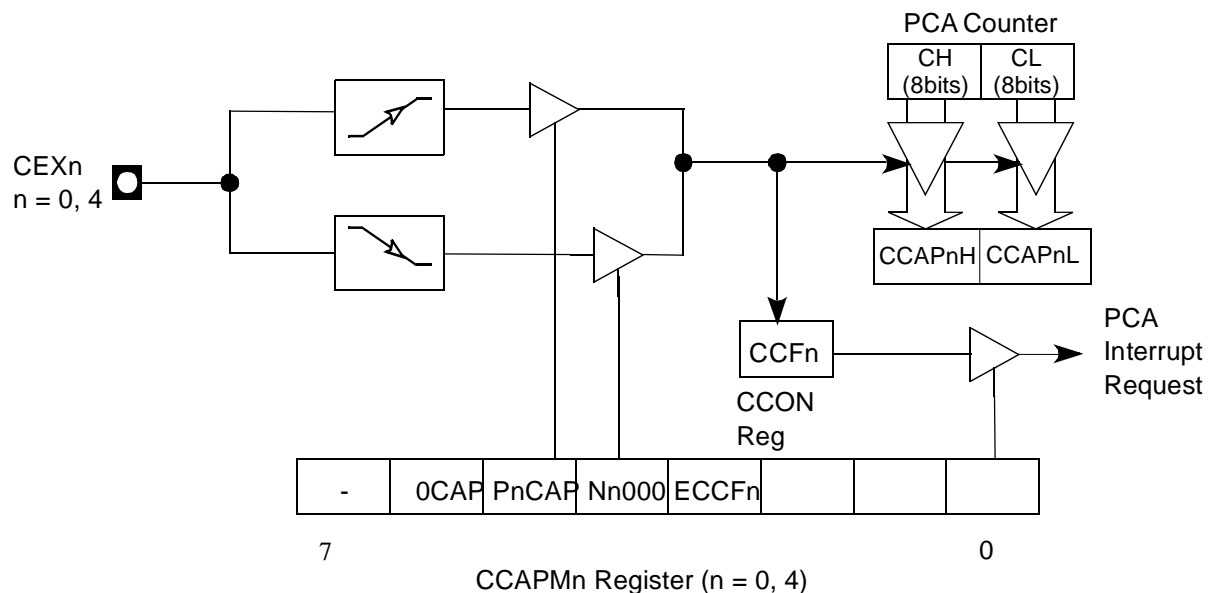 PCA Counter
CH
(8bits)
CL
(8bits)
CEXn
n = 0, 4
CCAPnH
CCAPnL
CCFn
CCON
Reg
PCA
Interrupt
Request
- 0CAP PnCAP Nn000 ECCFn
7 0
CCAPMn Register (n = 0, 4)